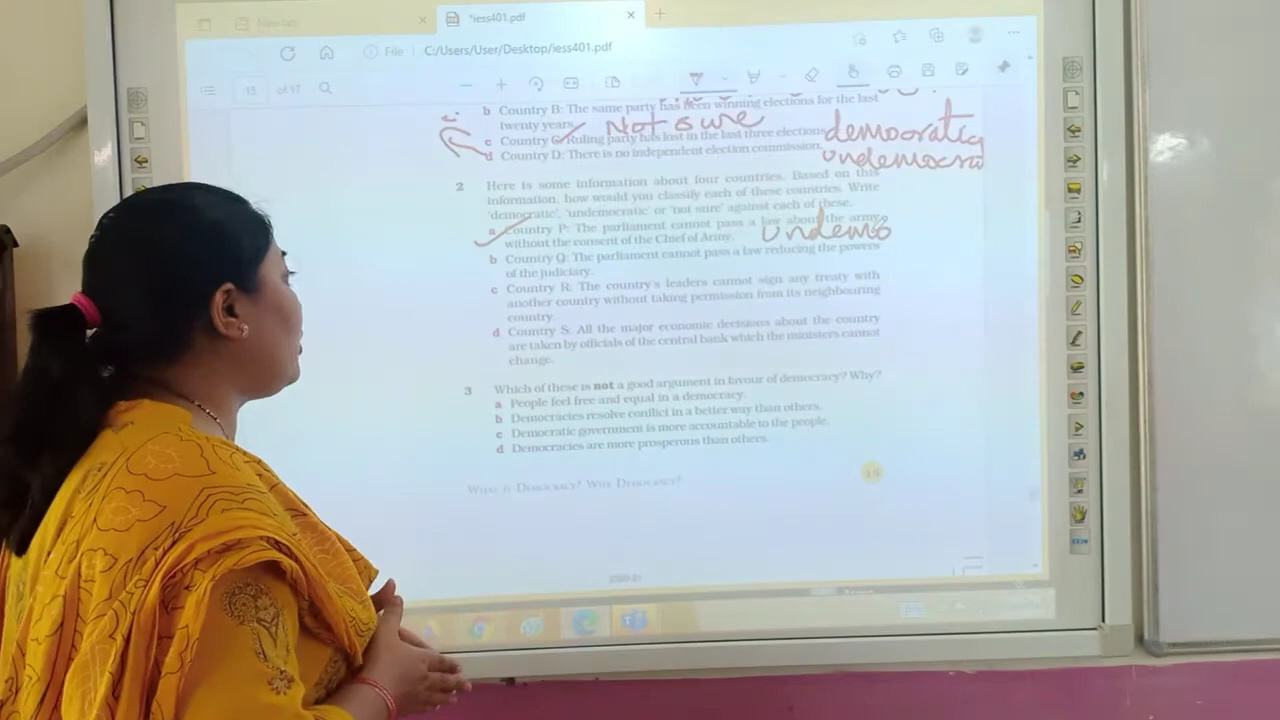 New tab
*iess401.pdf
File C:/Users/User/Desktop/iess401.pdf
15 of 17
b Country B: The same party has been winning elections for the last
twenty years. Not sure
c Country C: Ruling party has lost in the last three elections. democratic
d Country D: There is no independent election commission. undemocra
2 Here is some information about four countries. Based on this
information, how would you classify each of these countries. Write
'democratic', 'undemocratic' or 'not sure' against each of these.
a Country P: The parliament cannot pass a law about the army
without the consent of the Chief of Army. undemo
b Country Q: The parliament cannot pass a law reducing the powers
of the judiciary.
c Country R: The country's leaders cannot sign any treaty with
another country without taking permission from its neighbouring
country.
d Country S: All the major economic decisions about the country
are taken by officials of the central bank which the ministers cannot
change.
3 Which of these is not a good argument in favour of democracy? Why?
a People feel free and equal in a democracy.
b Democracies resolve conflict in a better way than others.
c Democratic government is more accountable to the people.
d Democracies are more prosperous than others.
What is Democracy? Why Democracy?
2020-21